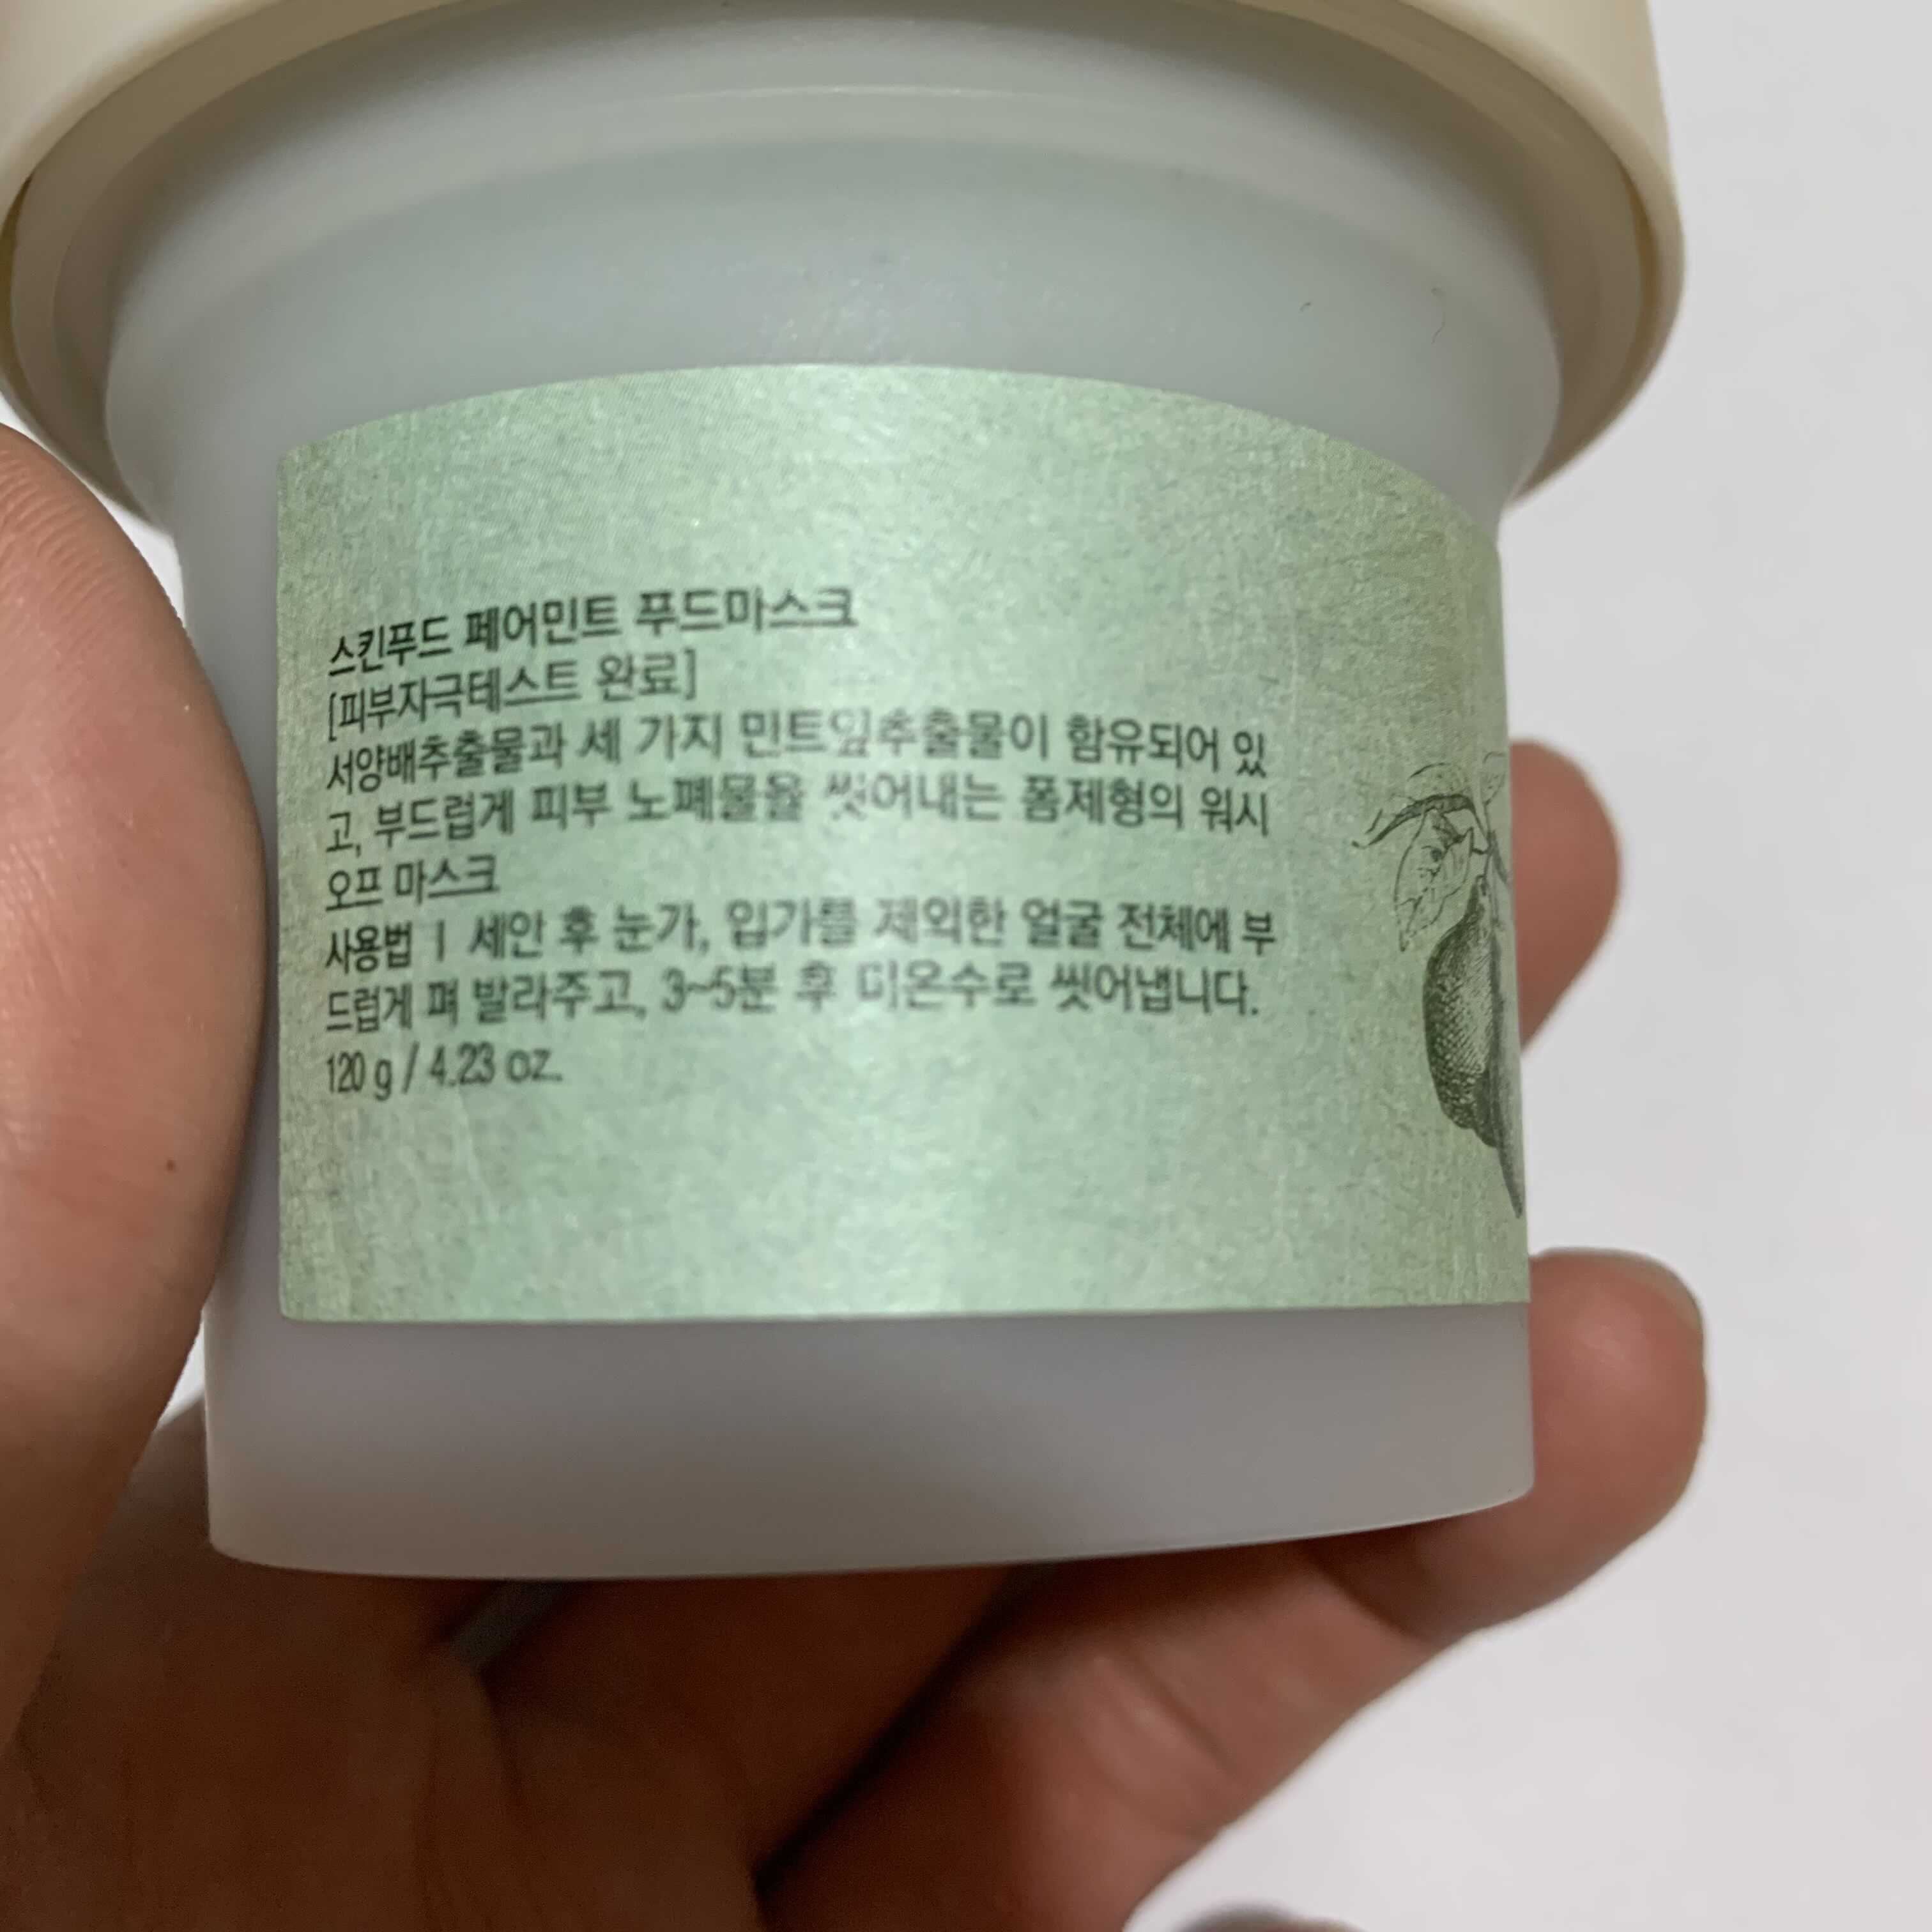 스킨푸드 페어민트 푸드마스크
[피부자극테스트 완료]
서양배추출물과 세 가지 민트잎추출물이 함유되어 있
고, 부드럽게 피부 노폐물을 씻어내는 폼제형의 워시
오프 마스크
사용법 | 세안 후 눈가, 입가를 제외한 얼굴 전체에 부
드럽게 펴 발라주고, 3~5분 후 미온수로 씻어냅니다.
120 g / 4.23 oz.